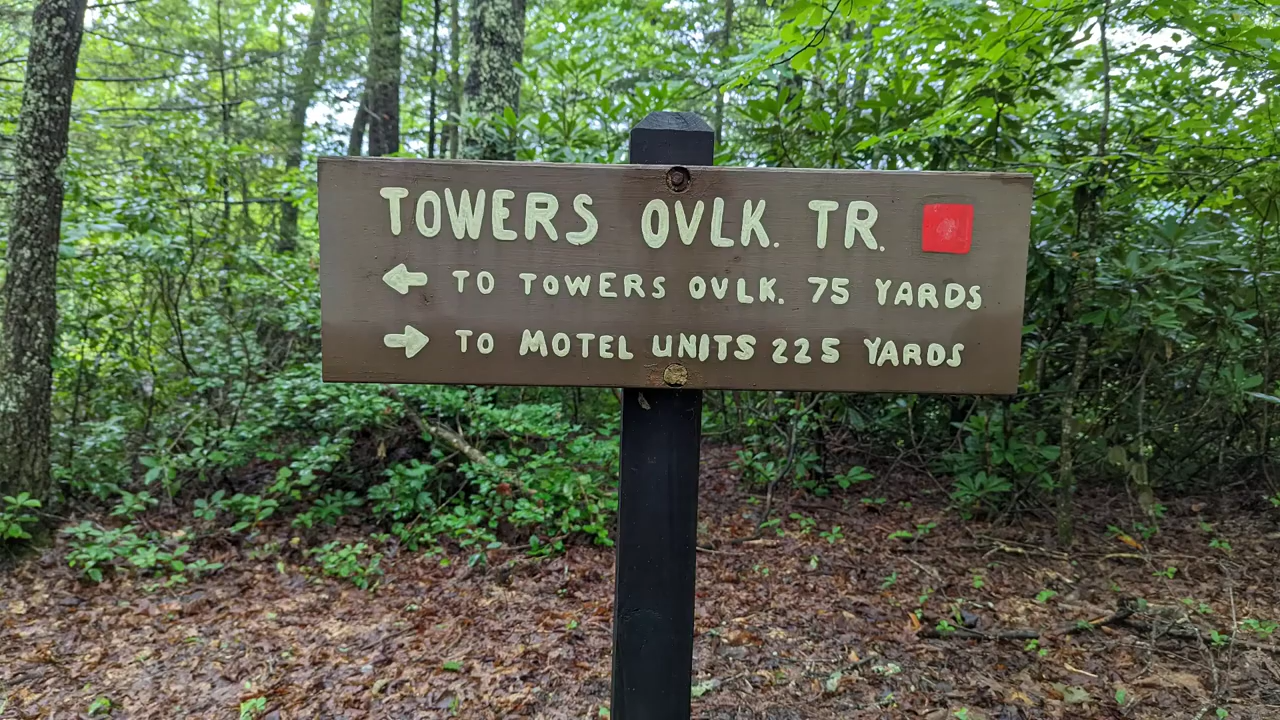 TOWERS OVLK. TR.
TO TOWERS OVLK. 75 YARDS
TO MOTEL UNITS 225 YARDS